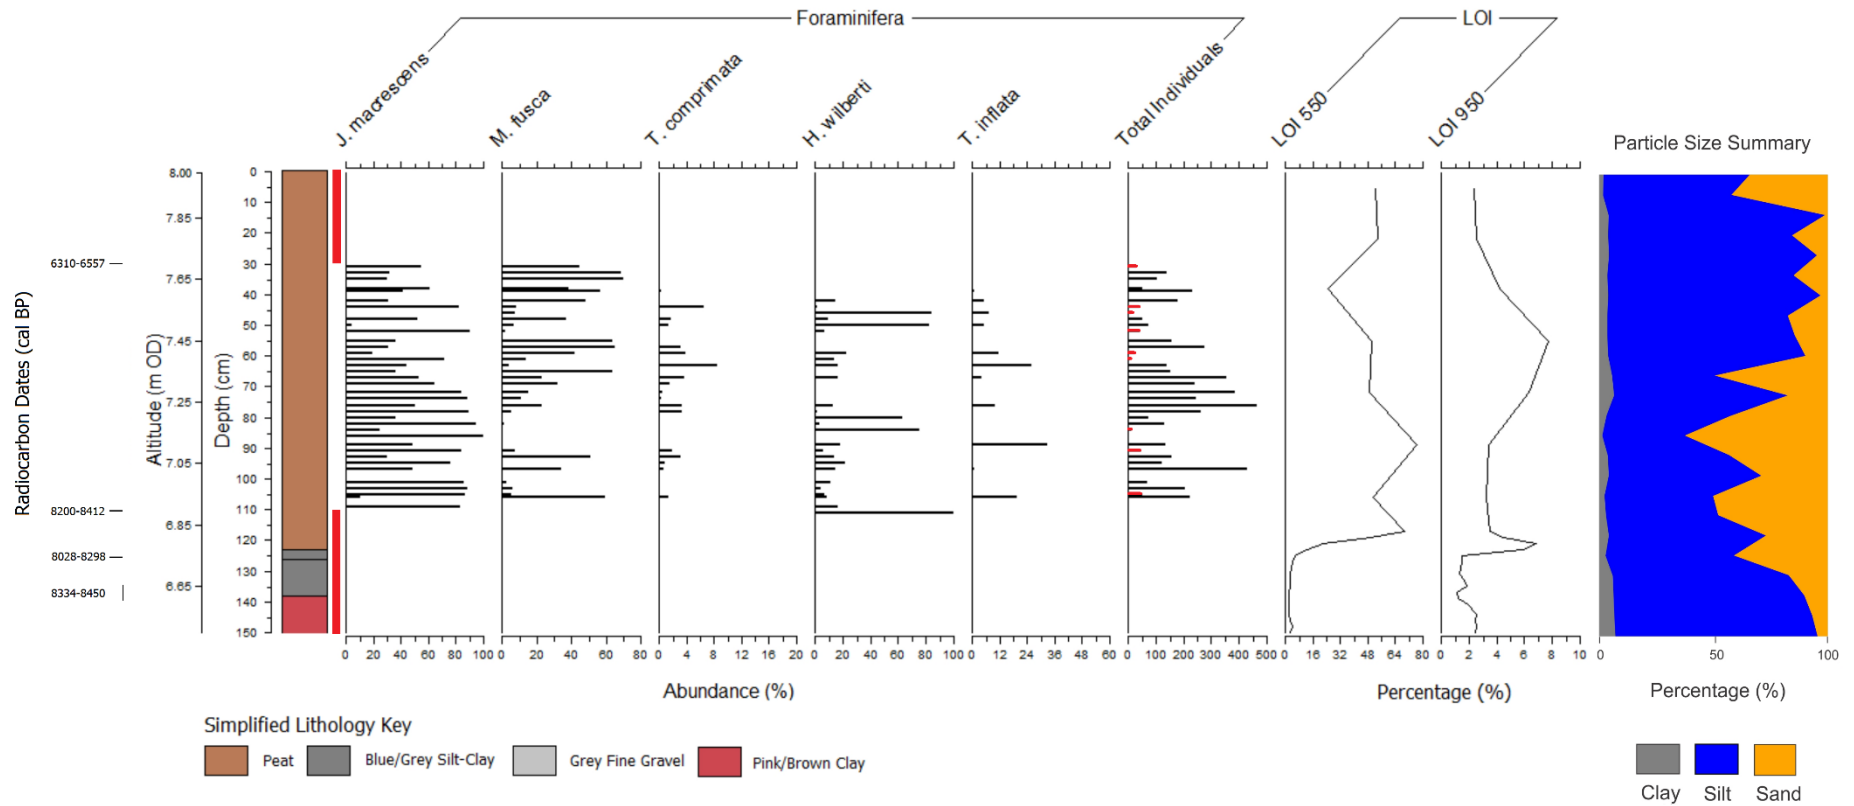 Foraminifera
LOI
J. macrescens
M. fusca
T. comprimata
H. wilberti
T. inflata
Total Individuals
LOI 550
LOI 950
Particle Size Summary
Radiocarbon Dates (cal BP)
6310-6557
8200-8412
8028-8298
8334-8450
Altitude (m OD)
8.00
7.85
7.65
7.45
7.25
7.05
6.85
6.65
Depth (cm)
0
10
20
30
40
50
60
70
80
90
100
110
120
130
140
150
0 20 40 60 80 100
0 20 40 60 80
0 4 8 12 16 20
0 20 40 60 80 100
0 12 24 36 48 60
0 100 200 300 400 500
0 16 32 48 64 80
0 2 4 6 8 10
0 50 100
Abundance (%)
Percentage (%)
Percentage (%)
Simplified Lithology Key
Peat
Blue/Grey Silt-Clay
Grey Fine Gravel
Pink/Brown Clay
Clay Silt Sand